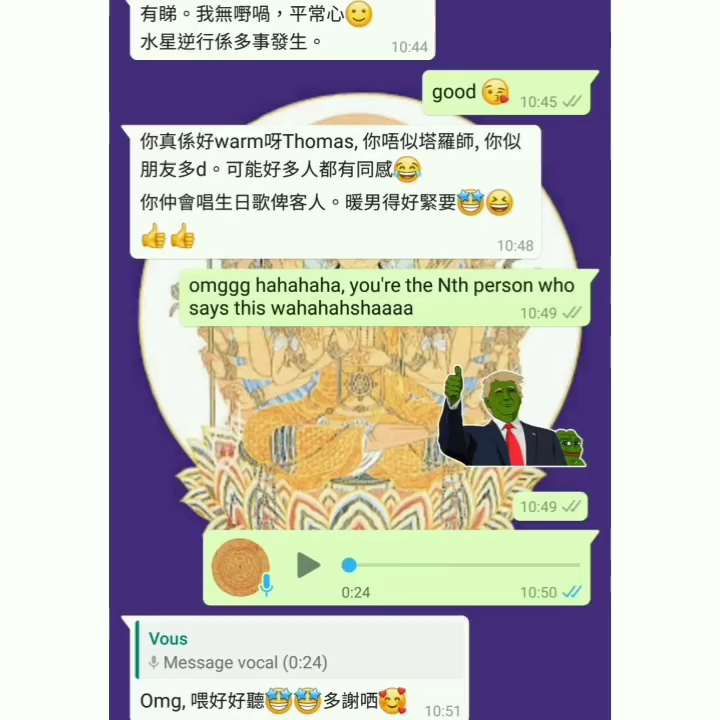 有睇。我無嘢喎，平常心🙂
水星逆行係多事發生。
10:44
good 😘
10:45
你真係好warm呀Thomas, 你唔似塔羅師, 你似
朋友多d。可能好多人都有同感😂
你仲會唱生日歌俾客人。暖男得好緊要🤩😆
👍👍
10:48
omggg hahahaha, you're the Nth person who
says this wahahahshaaaa
10:49
10:49
0:24
10:50
Vous
Message vocal (0:24)
Omg, 喂好好聽🤩🤩多謝哂🥰
10:51